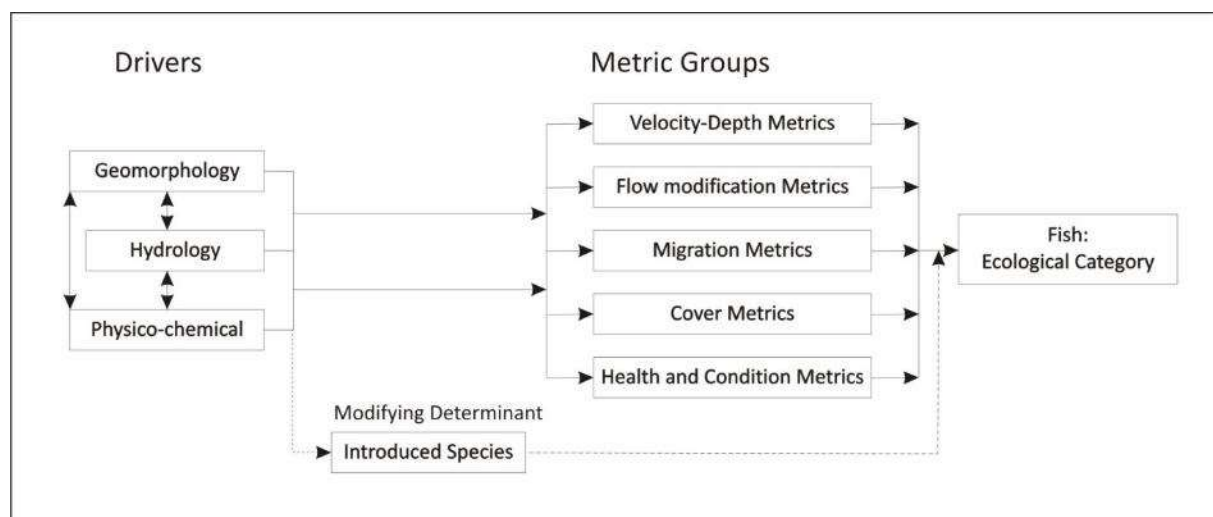 Drivers
Metric Groups
Geomorphology
Hydrology
Physico-chemical
Velocity-Depth Metrics
Flow modification Metrics
Migration Metrics
Cover Metrics
Health and Condition Metrics
Fish:
Ecological Category
Modifying Determinant
Introduced Species